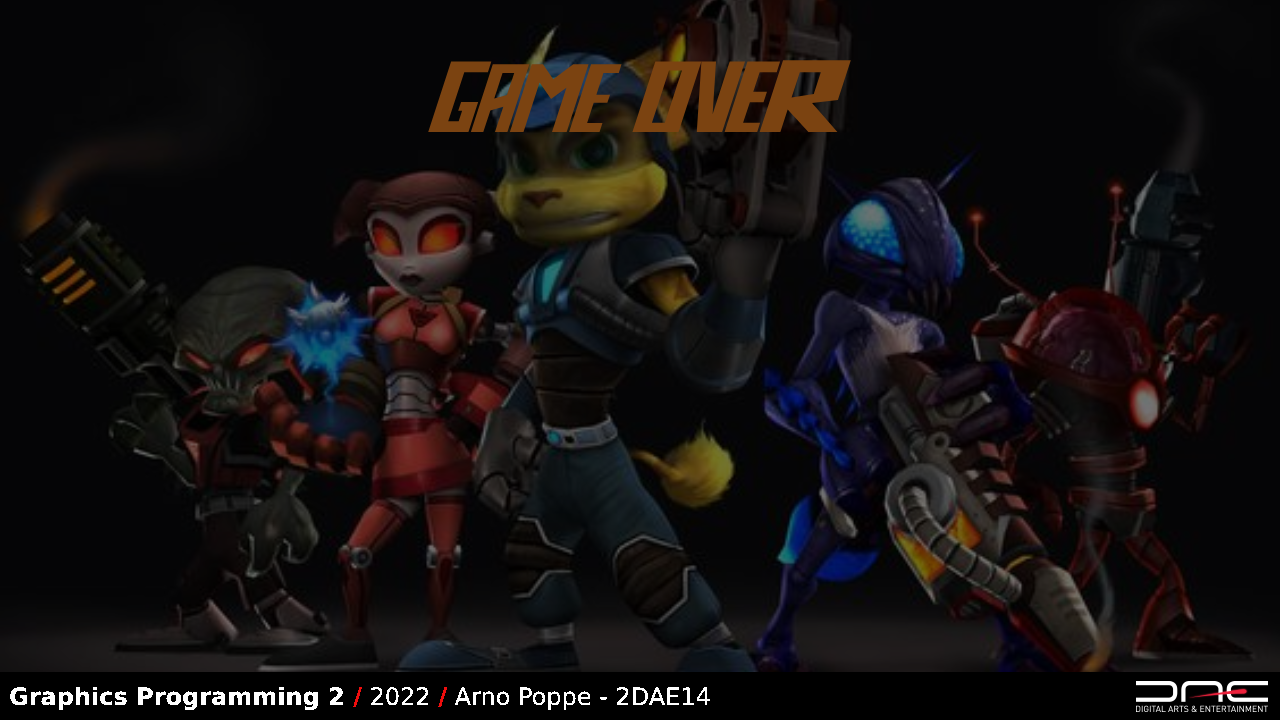 GAME OVER
Graphics Programming 2 / 2022 / Arno Poppe - 2DAE14
DAE
DIGITAL ARTS & ENTERTAINMENT